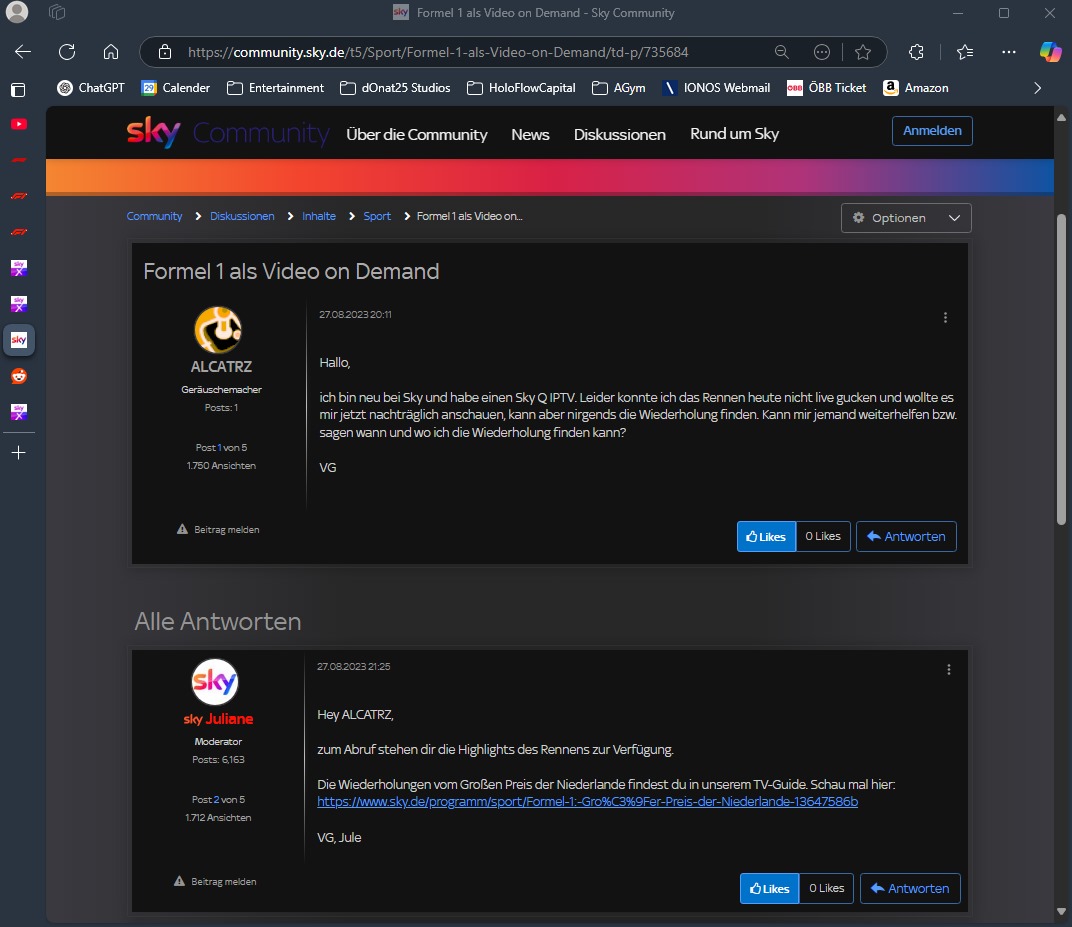 Formel 1 als Video on Demand - Sky Community
https://community.sky.de/t5/Sport/Formel-1-als-Video-on-Demand/td-p/735684
ChatGPT
29
Calender
Entertainment
dOnat25 Studios
HoloFlowCapital
AGym
IONOS Webmail
ÖBB
ÖBB Ticket
a
Amazon
sky Community
Über die Community
News
Diskussionen
Rund um Sky
Anmelden
Community
Diskussionen
Inhalte
Sport
Formel 1 als Video on...
Optionen
Formel 1 als Video on Demand
ALCATRZ
Geräuschemacher
Posts: 1
Post 1 von 5
1.750 Ansichten
Beitrag melden
27.08.2023 20:11
Hallo,
ich bin neu bei Sky und habe einen Sky Q IPTV. Leider konnte ich das Rennen heute nicht live gucken und wollte es
mir jetzt nachträglich anschauen, kann aber nirgends die Wiederholung finden. Kann mir jemand weiterhelfen bzw.
sagen wann und wo ich die Wiederholung finden kann?
VG
Likes
0 Likes
Antworten
Alle Antworten
sky
sky Juliane
Moderator
Posts: 6,163
Post 2 von 5
1.712 Ansichten
Beitrag melden
27.08.2023 21:25
Hey ALCATRZ,
zum Abruf stehen dir die Highlights des Rennens zur Verfügung.
Die Wiederholungen vom Großen Preis der Niederlande findest du in unserem TV-Guide. Schau mal hier:
https://www.sky.de/programm/sport/Formel-1:-Gro%C3%9Fer-Preis-der-Niederlande-13647586b
VG, Jule
Likes
0 Likes
Antworten
sky
X
sky
X
sky
sky
X